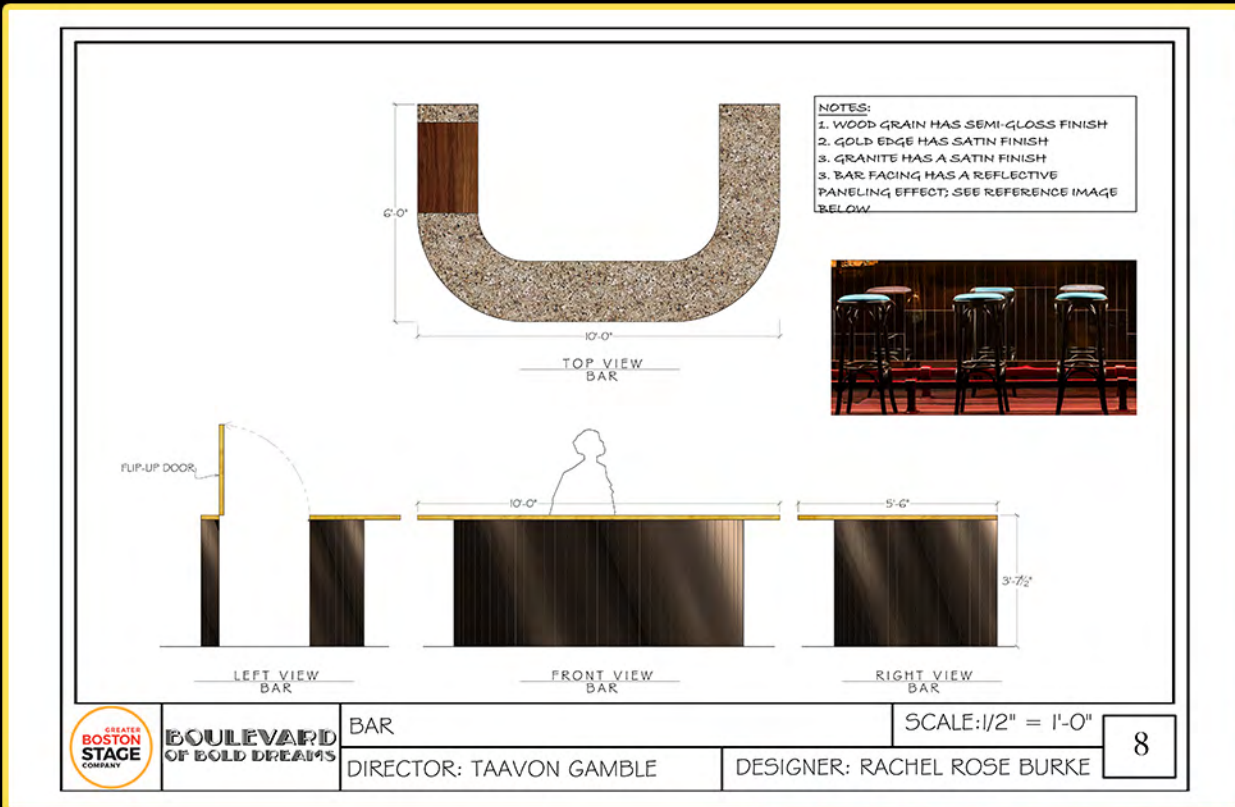 NOTES:
1. WOOD GRAIN HAS SEMI-GLOSS FINISH
2. GOLD EDGE HAS SATIN FINISH
3. GRANITE HAS A SATIN FINISH
3. BAR FACING HAS A REFLECTIVE
PANELING EFFECT; SEE REFERENCE IMAGE
BELOW
6'-0"
10'-0"
TOP VIEW
BAR
FLIP-UP DOOR
10'-0"
5'-6"
3'-7½"
LEFT VIEW
BAR
FRONT VIEW
BAR
RIGHT VIEW
BAR
GREATER
BOSTON
STAGE
COMPANY
BOULEVARD
OF BOLD DREAMS
BAR
SCALE:1/2" = 1'-0"
8
DIRECTOR: TAAVON GAMBLE
DESIGNER: RACHEL ROSE BURKE